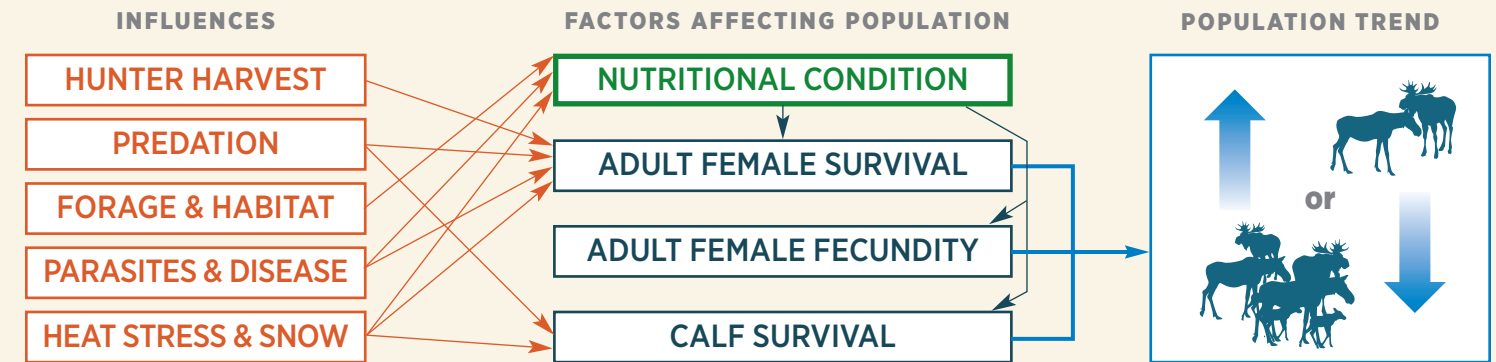 INFLUENCES
FACTORS AFFECTING POPULATION
POPULATION TREND
HUNTER HARVEST
PREDATION
FORAGE & HABITAT
PARASITES & DISEASE
HEAT STRESS & SNOW
NUTRITIONAL CONDITION
ADULT FEMALE SURVIVAL
ADULT FEMALE FECUNDITY
CALF SURVIVAL
or